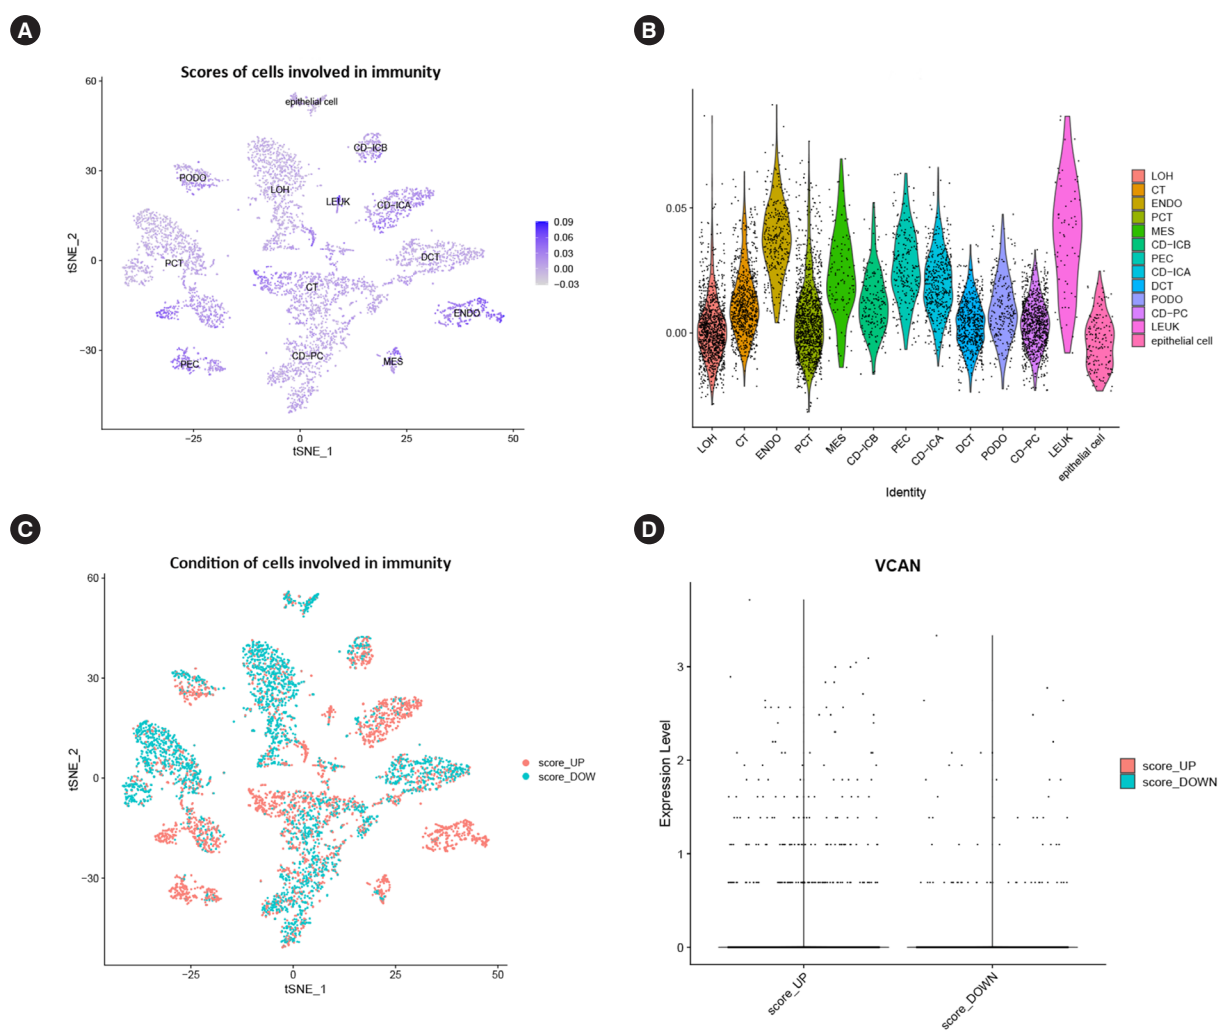 A
Scores of cells involved in immunity
60
30
0
−30
tSNE_2
epithelial cell
CD−ICB
PODO
LOH
LEUK
CD−ICA
PCT
DCT
CT
ENDO
CD−PC
PEC
MES
−25
0
25
50
tSNE_1
0.09
0.06
0.03
0.00
−0.03
B
0.05
0.00
LOH
CT
ENDO
PCT
MES
CD−ICB
PEC
CD−ICA
DCT
PODO
CD−PC
LEUK
epithelial cell
Identity
LOH
CT
ENDO
PCT
MES
CD−ICB
PEC
CD−ICA
DCT
PODO
CD−PC
LEUK
epithelial cell
C
Condition of cells involved in immunity
60
30
0
−30
tSNE_2
−25
0
25
50
tSNE_1
score_UP
score_DOW
D
VCAN
3
2
1
0
Expression Level
score_UP
score_DOWN
score_UP
score_DOWN